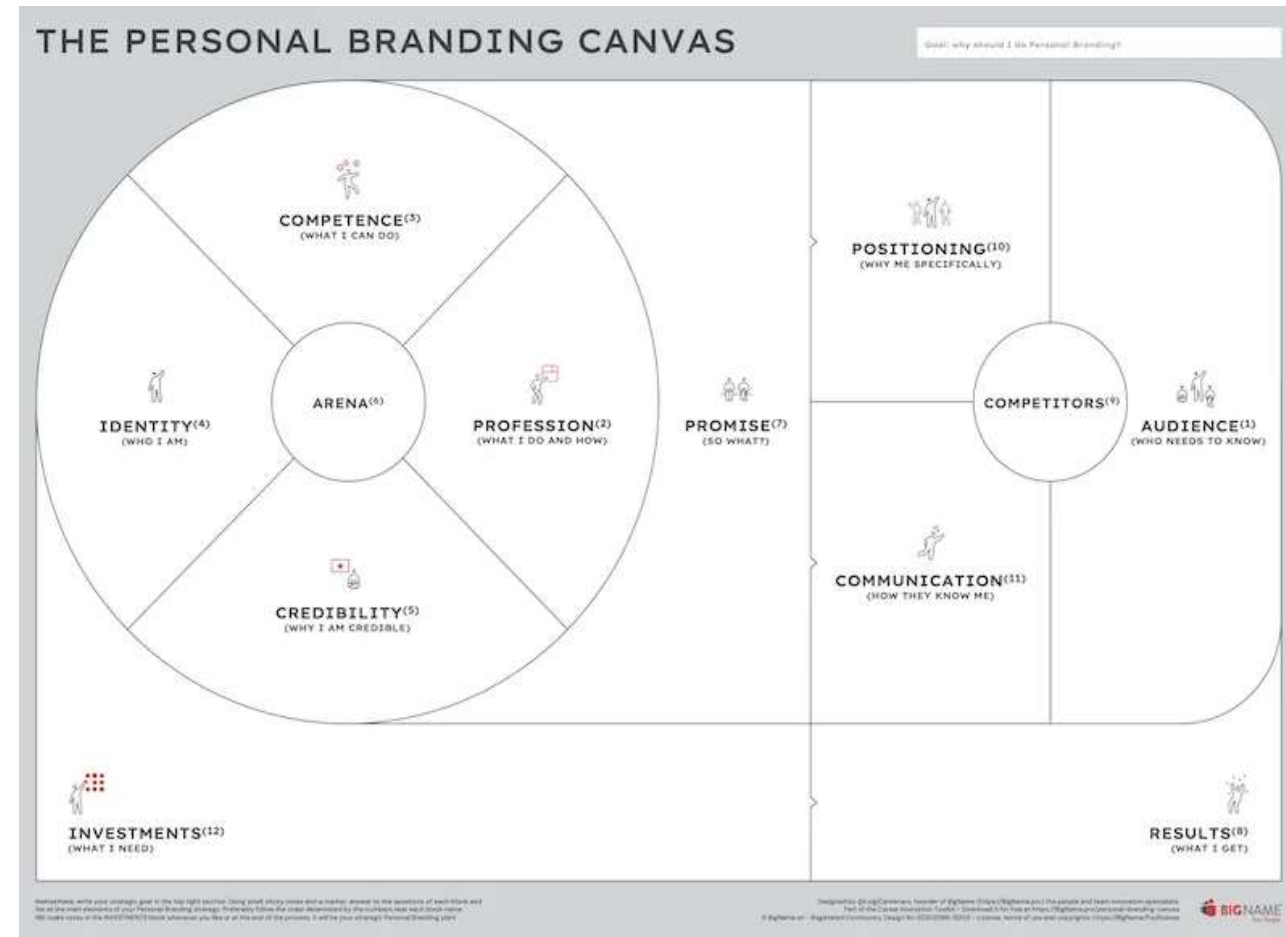 THE PERSONAL BRANDING CANVAS
Goal: why should I do Personal Branding?
COMPETENCE(3)
(WHAT I CAN DO)
IDENTITY(4)
(WHO I AM)
ARENA(6)
PROFESSION(2)
(WHAT I DO AND HOW)
CREDIBILITY(5)
(WHY I AM CREDIBLE)
PROMISE(7)
(SO WHAT?)
POSITIONING(10)
(WHY ME SPECIFICALLY)
COMPETITORS(9)
AUDIENCE(1)
(WHO NEEDS TO KNOW)
COMMUNICATION(11)
(HOW THEY KNOW ME)
INVESTMENTS(12)
(WHAT I NEED)
RESULTS(8)
(WHAT I GET)
BIGNAME